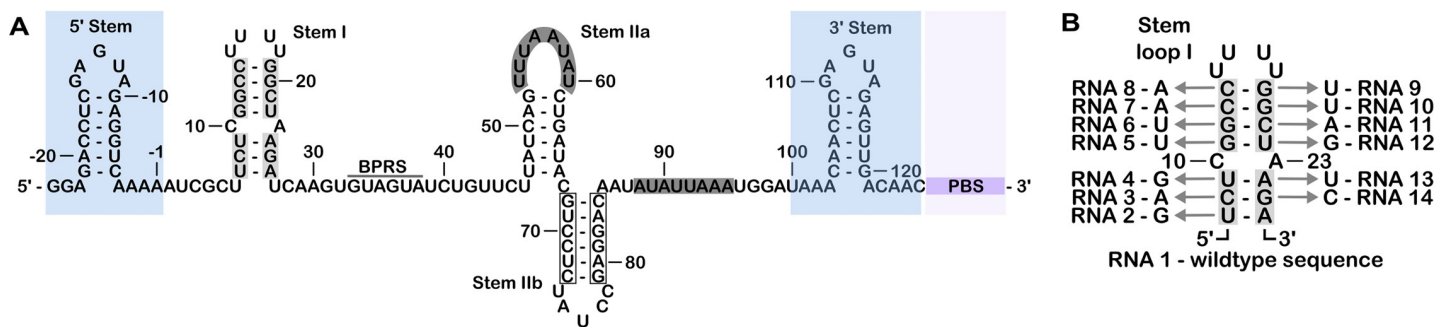 A
5' Stem
G
A U
G A
C - G - -10
U - A
C - G
C - G
A - U
-20 - G - C
-1
5' - GGA
CAAAAAUCGCU
Stem I
U U
U U
C - G
C - G - 20
G - C
G - U
10 - C A
U - A
C - G
U - A
UCAAGUGUAGUAUCUGUUCU
30
BPRS
40
Stem IIa
UUUAAUAU
60
G C
A - U
50 - C - G
U - A
A - U
U - A
C
G - C
U - A
70 - C - G
C - G
U - A - 80
C - G
Stem IIb
U C
A C
U
AAUAUAUUAAAUGGAUAAA
90
100
3' Stem
G
A U
110 - G A
C - G
U - A
C - G
C - U
A - U
A - G - 120
ACAAC
PBS
- 3'
B
Stem
loop I
U U
U U
RNA 8 - A C - G U - RNA 9
RNA 7 - A C - G U - RNA 10
RNA 6 - U G - C A - RNA 11
RNA 5 - U G - U G - RNA 12
10 - C A - 23
RNA 4 - G U - A U - RNA 13
RNA 3 - A C - G C - RNA 14
RNA 2 - G U - A
5' 3'
RNA 1 - wildtype sequence